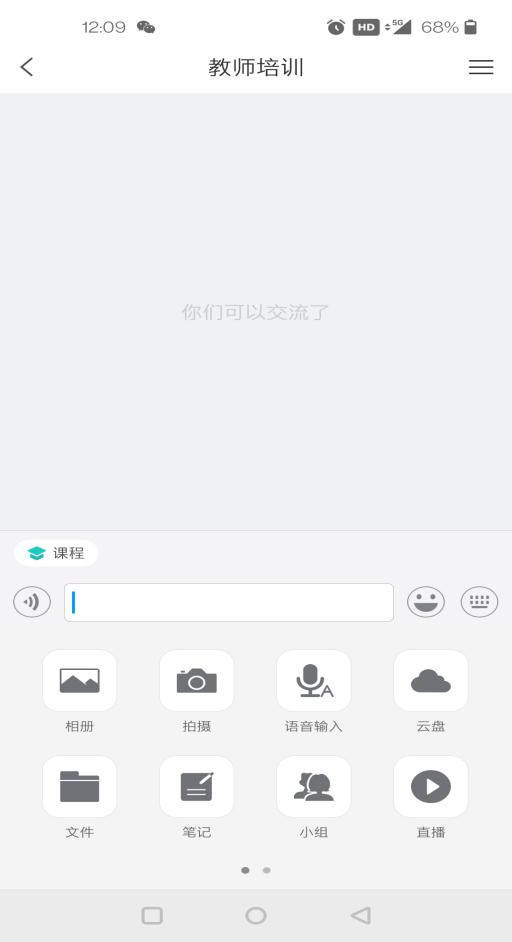 12:09
HD 5G 68%
教师培训
你们可以交流了
课程
相册 拍摄 语音输入 云盘
文件 笔记 小组 直播